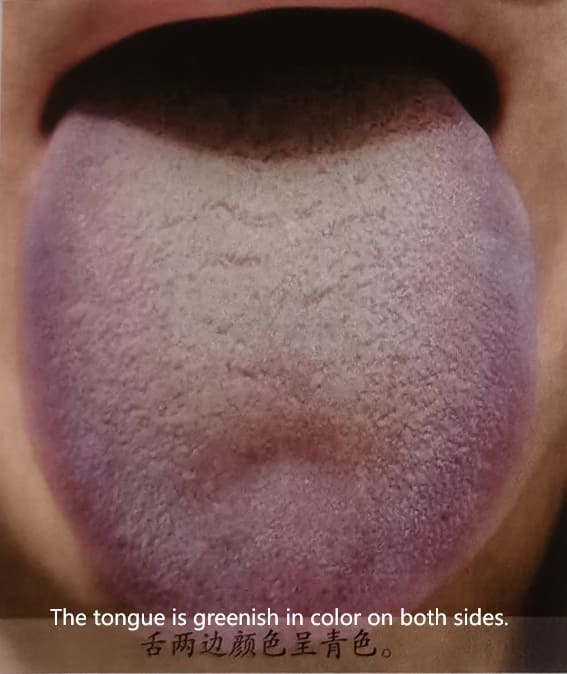 The tongue is greenish in color on both sides.
舌两边颜色呈青色。